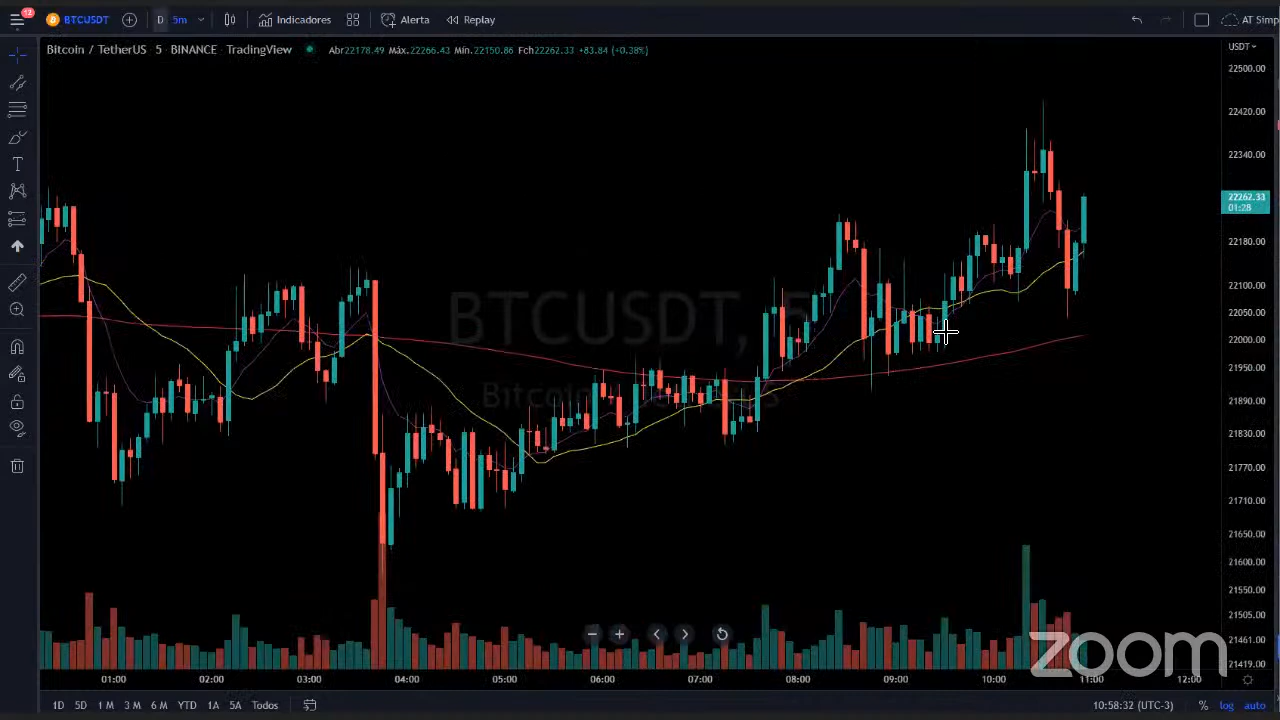 12
BTCUSDT
D
5m
Indicadores
Alerta
Replay
AT Simp
Bitcoin / TetherUS 5 BINANCE TradingView
Abr22178.49 Máx.22266.43 Mín.22150.86 Fch22262.33 +83.84 (+0.38%)
USDT
22500.00
22420.00
22340.00
22262.33
01:28
22180.00
22100.00
22050.00
22000.00
21950.00
21890.00
21830.00
21770.00
21710.00
21650.00
21600.00
21550.00
21505.00
21461.00
21419.00
BTCUSDT, 5
zoom
01:00 02:00 03:00 04:00 05:00 06:00 07:00 08:00 09:00 10:00 11:00 12:00
1D 5D 1 M 3 M 6 M YTD 1A 5A Todos
10:58:32 (UTC-3) % log auto